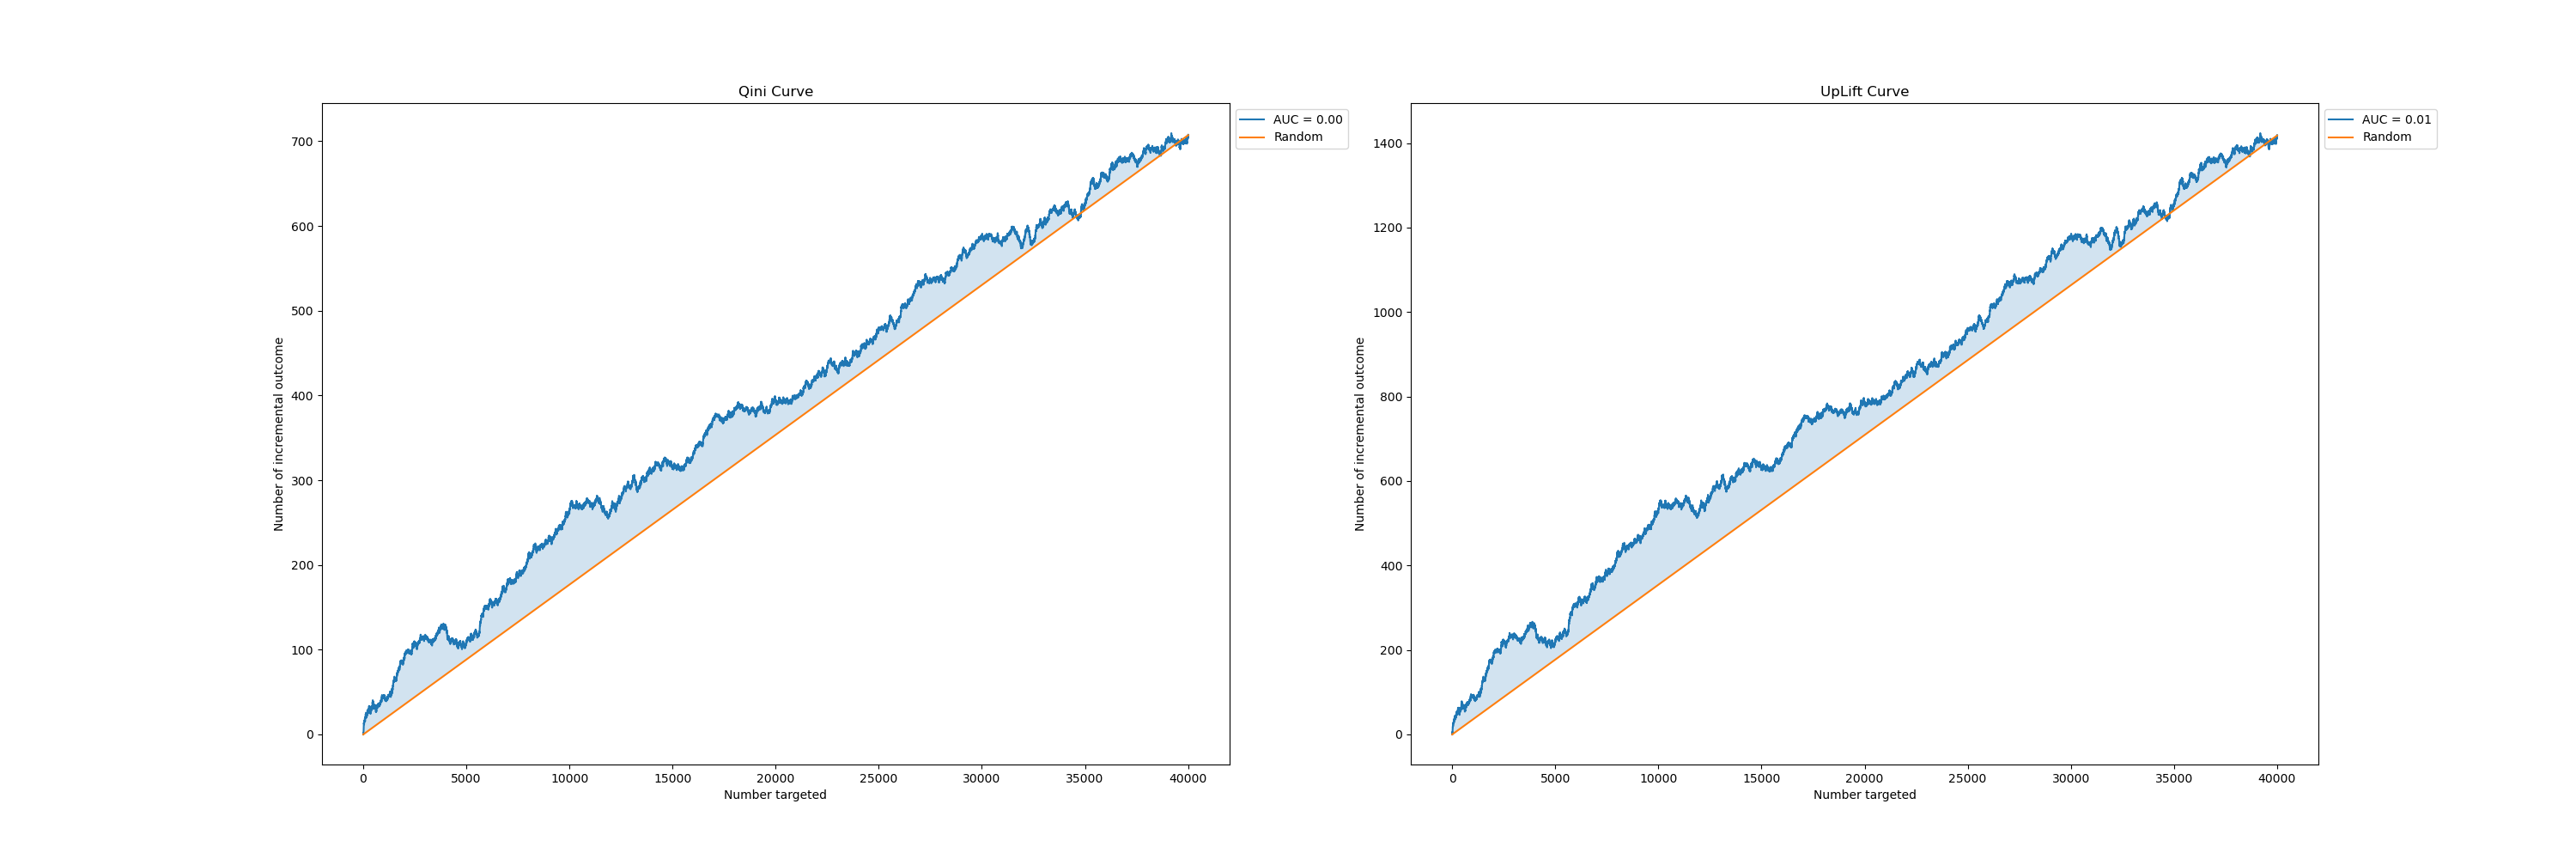 Qini Curve
AUC = 0.00
Random
700
600
500
400
300
200
100
0
Number of incremental outcome
0 5000 10000 15000 20000 25000 30000 35000 40000
Number targeted
UpLift Curve
AUC = 0.01
Random
1400
1200
1000
800
600
400
200
0
Number of incremental outcome
0 5000 10000 15000 20000 25000 30000 35000 40000
Number targeted